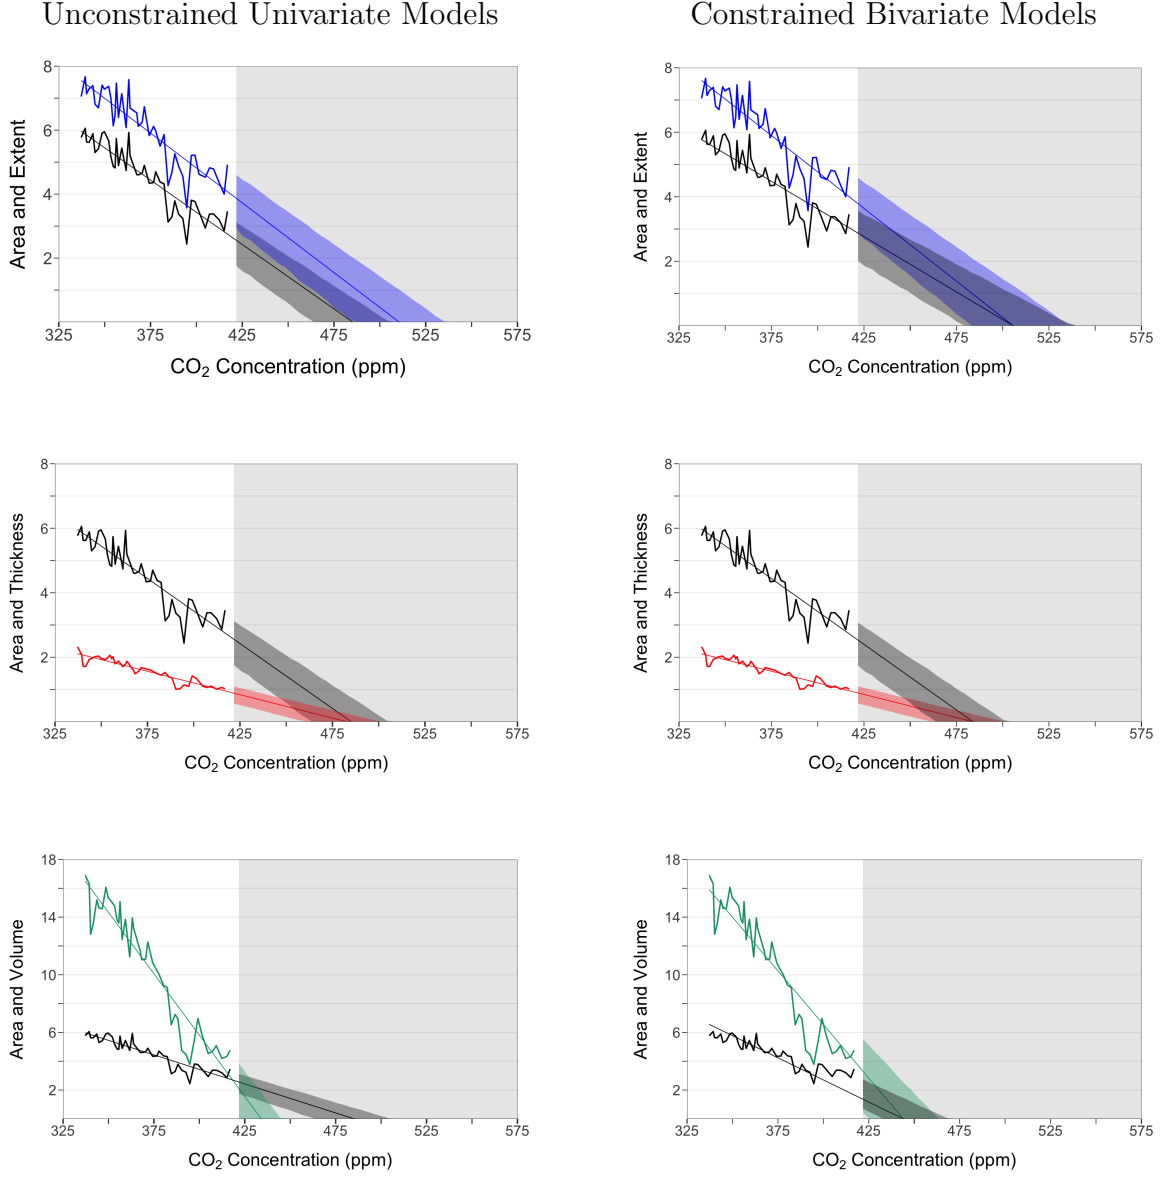 Unconstrained Univariate Models
Constrained Bivariate Models
8
6
4
2
Area and Extent
325 375 425 475 525 575
CO₂ Concentration (ppm)
8
6
4
2
Area and Extent
325 375 425 475 525 575
CO₂ Concentration (ppm)
8
6
4
2
Area and Thickness
325 375 425 475 525 575
CO₂ Concentration (ppm)
8
6
4
2
Area and Thickness
325 375 425 475 525 575
CO₂ Concentration (ppm)
18
14
10
6
2
Area and Volume
325 375 425 475 525 575
CO₂ Concentration (ppm)
18
14
10
6
2
Area and Volume
325 375 425 475 525 575
CO₂ Concentration (ppm)